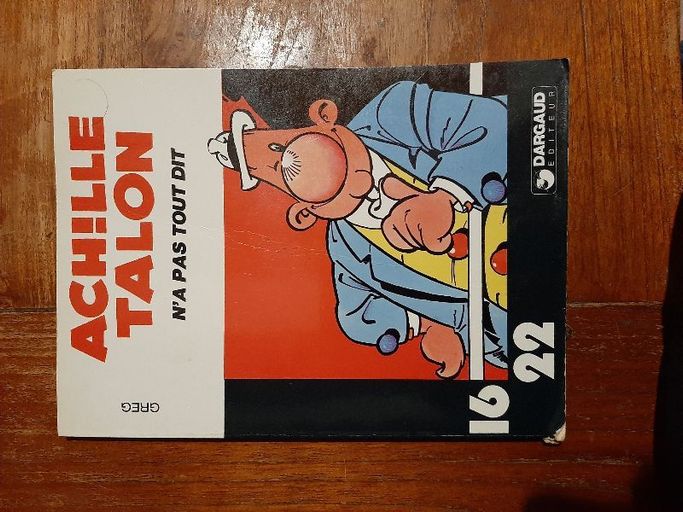 GREG
ACHILLE
TALON
N'A PAS TOUT DIT
16
22
DARGAUD
EDITEUR